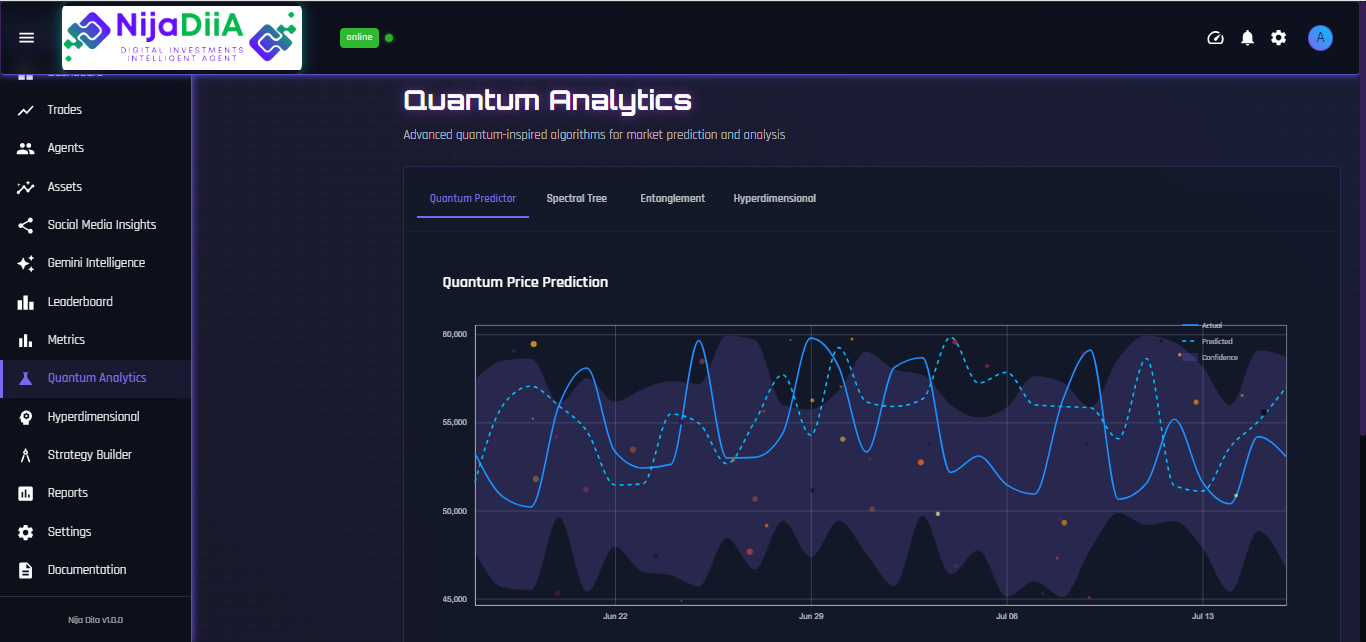 NijaDiiA
DIGITAL INVESTMENTS
INTELLIGENT AGENT
online
A
Dashboard
Trades
Agents
Assets
Social Media Insights
Gemini Intelligence
Leaderboard
Metrics
Quantum Analytics
Hyperdimensional
Strategy Builder
Reports
Settings
Documentation
Nija Diia v1.0.0
Quantum Analytics
Advanced quantum-inspired algorithms for market prediction and analysis
Quantum Predictor Spectral Tree Entanglement Hyperdimensional
Quantum Price Prediction
Actual
Predicted
Confidence
60,000
55,000
50,000
45,000
Jun 22 Jun 29 Jul 06 Jul 13